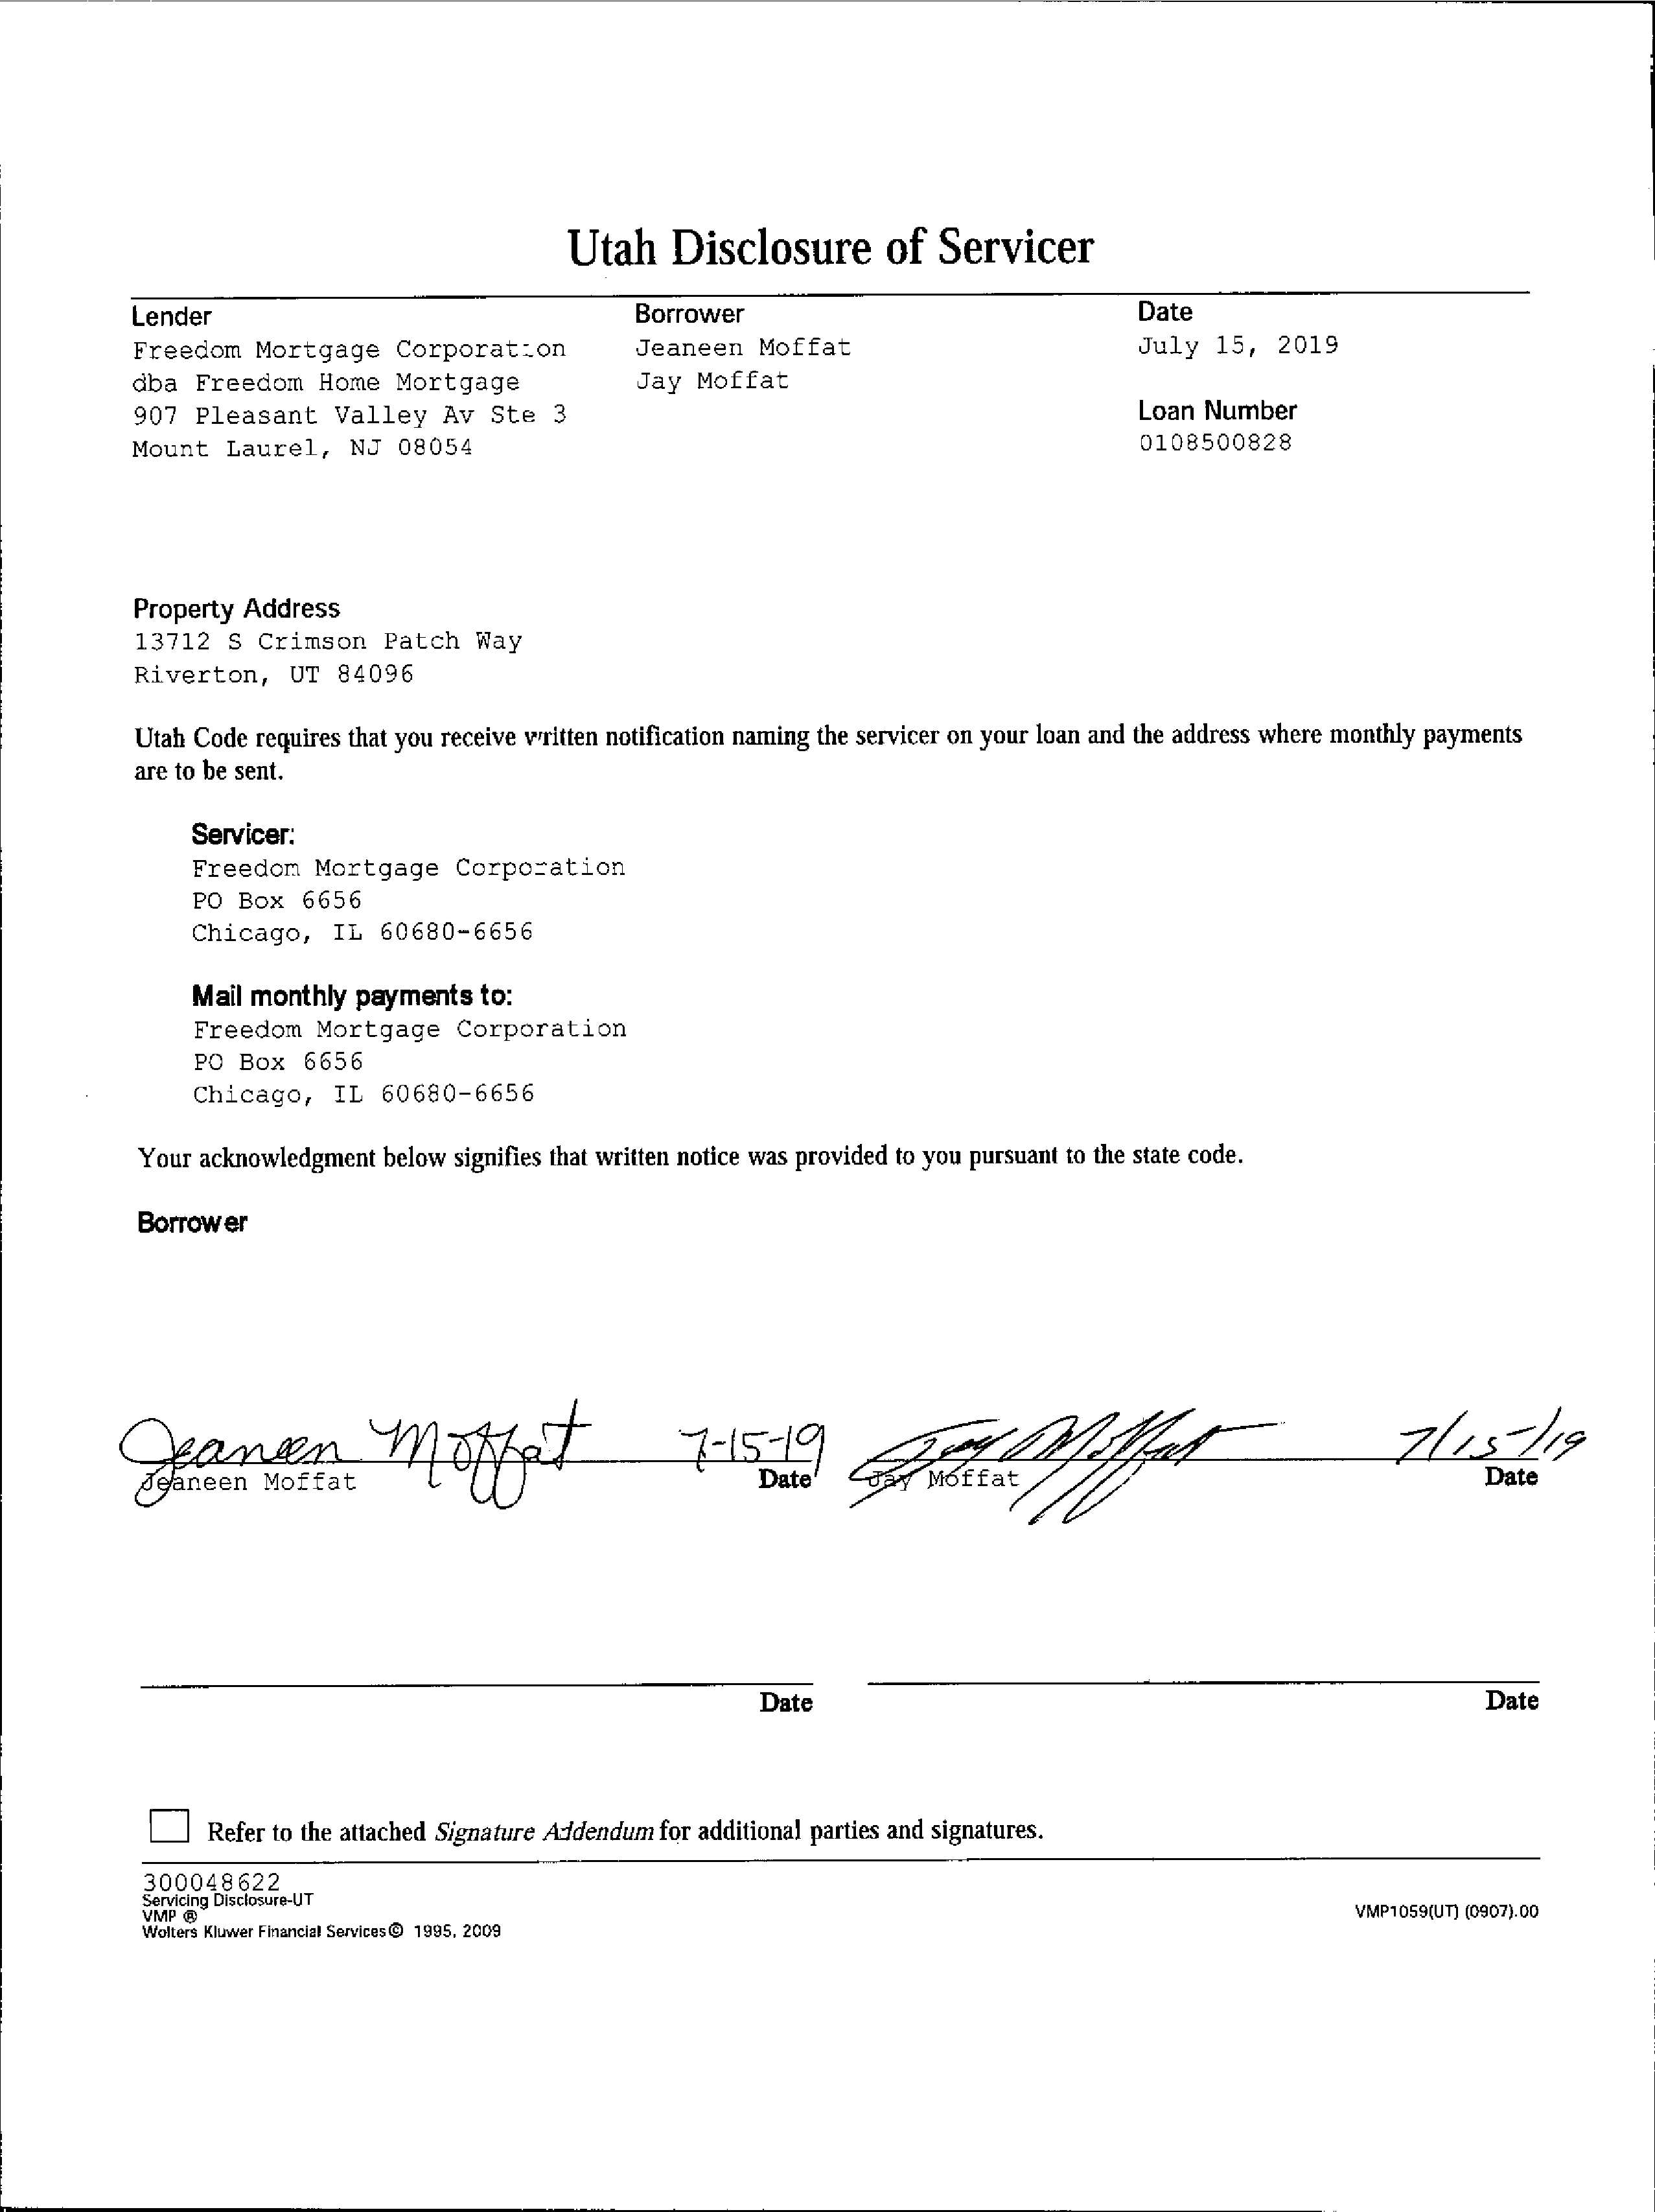 Utah Disclosure of Servicer
Lender
Freedom Mortgage Corporation
dba Freedom Home Mortgage
907 Pleasant Valley Av Ste 3
Mount Laurel, NJ 08054
Borrower
Jeaneen Moffat
Jay Moffat
Date
July 15, 2019
Loan Number
0108500828
Property Address
13712 S Crimson Patch Way
Riverton, UT 84096
Utah Code requires that you receive written notification naming the servicer on your loan and the address where monthly payments
are to be sent.
Servicer:
Freedom Mortgage Corporation
PO Box 6656
Chicago, IL 60680-6656
Mail monthly payments to:
Freedom Mortgage Corporation
PO Box 6656
Chicago, IL 60680-6656
Your acknowledgment below signifies that written notice was provided to you pursuant to the state code.
Borrower
Jeaneen Moffat 7-15-19 Jay Moffat 7/15/19
Jeaneen Moffat Date Jay Moffat Date
Date Date
Refer to the attached Signature Addendum for additional parties and signatures.
300048622
Servicing Disclosure-UT
VMP ®
Wolters Kluwer Financial Services © 1995, 2009
VMP1059(UT) (0907).00